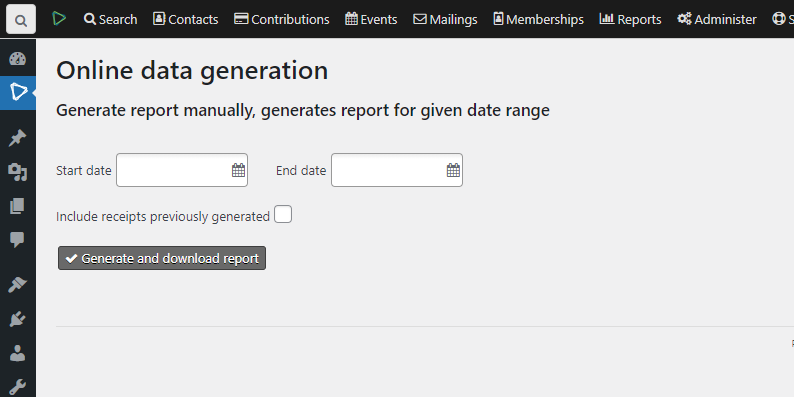 Search Contacts Contributions Events Mailings Memberships Reports Administer
Online data generation
Generate report manually, generates report for given date range
Start date End date
Include receipts previously generated
Generate and download report